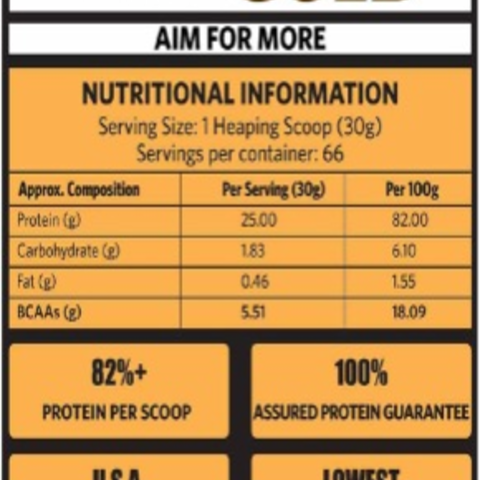 AIM FOR MORE
NUTRITIONAL INFORMATION
Serving Size: 1 Heaping Scoop (30g)
Servings per container: 66
Approx. Composition Per Serving (30g) Per 100g
Protein (g) 25.00 82.00
Carbohydrate (g) 1.83 6.10
Fat (g) 0.46 1.55
BCAAs (g) 5.51 18.09
82%+ 100%
PROTEIN PER SCOOP ASSURED PROTEIN GUARANTEE
U.S.A LOWEST